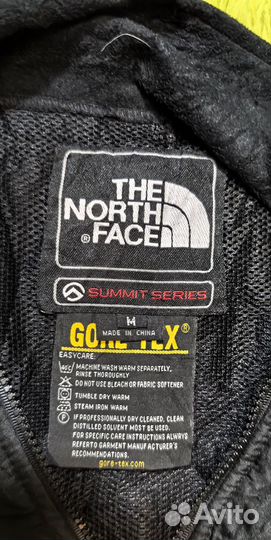 THE
NORTH
FACE
®
SUMMIT SERIES
M
MADE IN CHINA
GORE-TEX®
EASYCARE:
MACHINE WASH WARM SEPARATELY,
RINSE THOROUGHLY
DO NOT USE BLEACH OR FABRIC SOFTENER
TUMBLE DRY WARM
STEAM IRON WARM
IF PROFESSIONALLY DRY CLEANED, CLEAN
DISTILLED SOLVENT MUST BE USED.
FOR SPECIFIC CARE INSTRUCTIONS ALWAYS
REFER TO GARMENT MANUFACTURER'S
RECOMMENDATIONS.
gore-tex.com
Avito